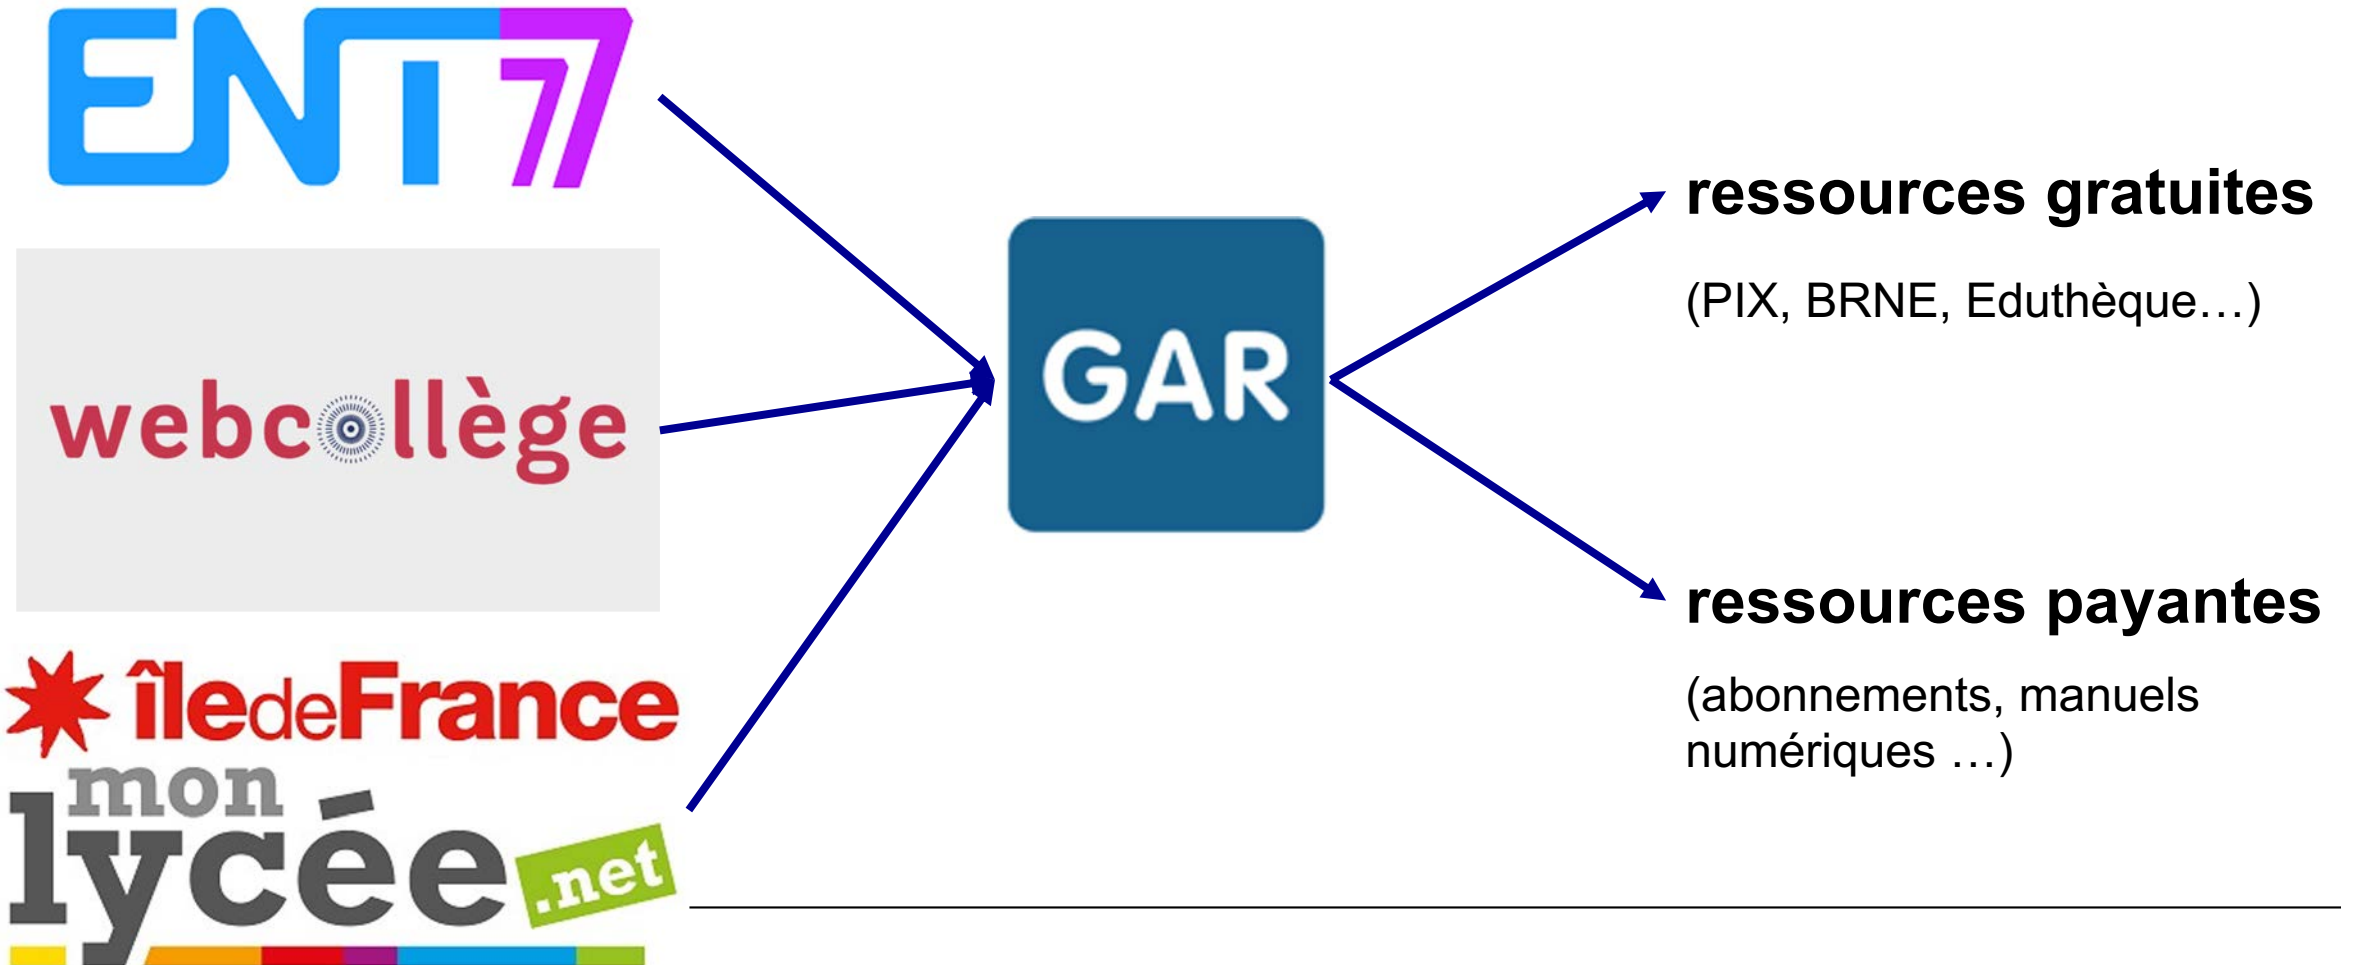 ENT77
webcollège
îledeFrance
mon
lycée.net
GAR
ressources gratuites
(PIX, BRNE, Eduthèque…)
ressources payantes
(abonnements, manuels
numériques …)